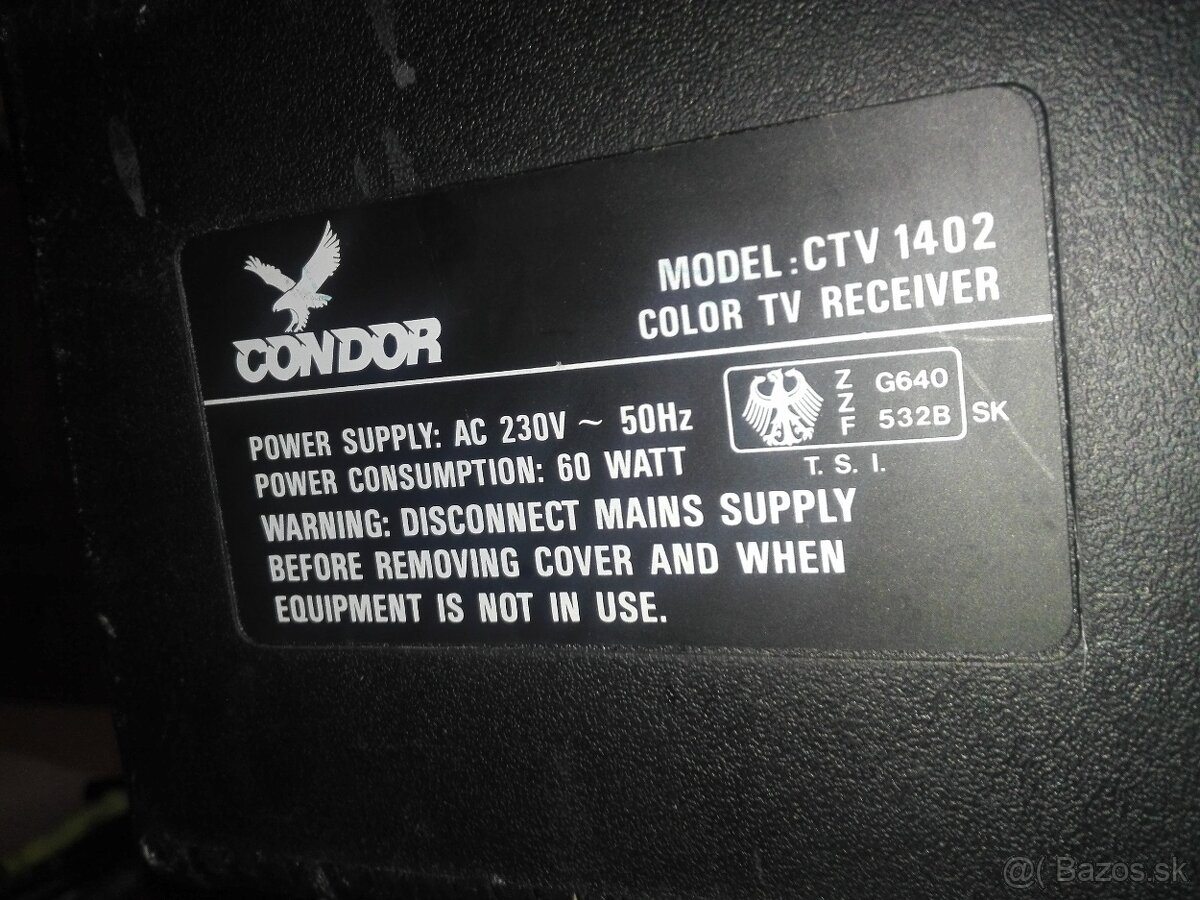 CONDOR
MODEL: CTV 1402
COLOR TV RECEIVER
POWER SUPPLY: AC 230V ~ 50Hz
POWER CONSUMPTION: 60 WATT
Z Z F
G640
532B
SK
T. S. I.
WARNING: DISCONNECT MAINS SUPPLY
BEFORE REMOVING COVER AND WHEN
EQUIPMENT IS NOT IN USE.
@( Bazos.sk